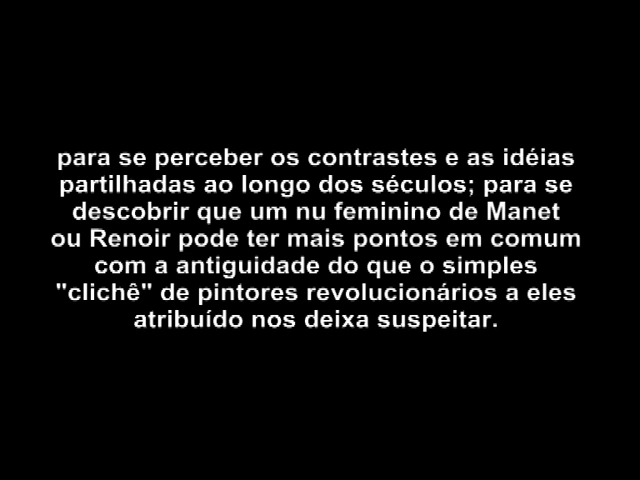 para se perceber os contrastes e as idéias
partilhadas ao longo dos séculos; para se
descobrir que um nu feminino de Manet
ou Renoir pode ter mais pontos em comum
com a antiguidade do que o simples
"clichê" de pintores revolucionários a eles
atribuído nos deixa suspeitar.